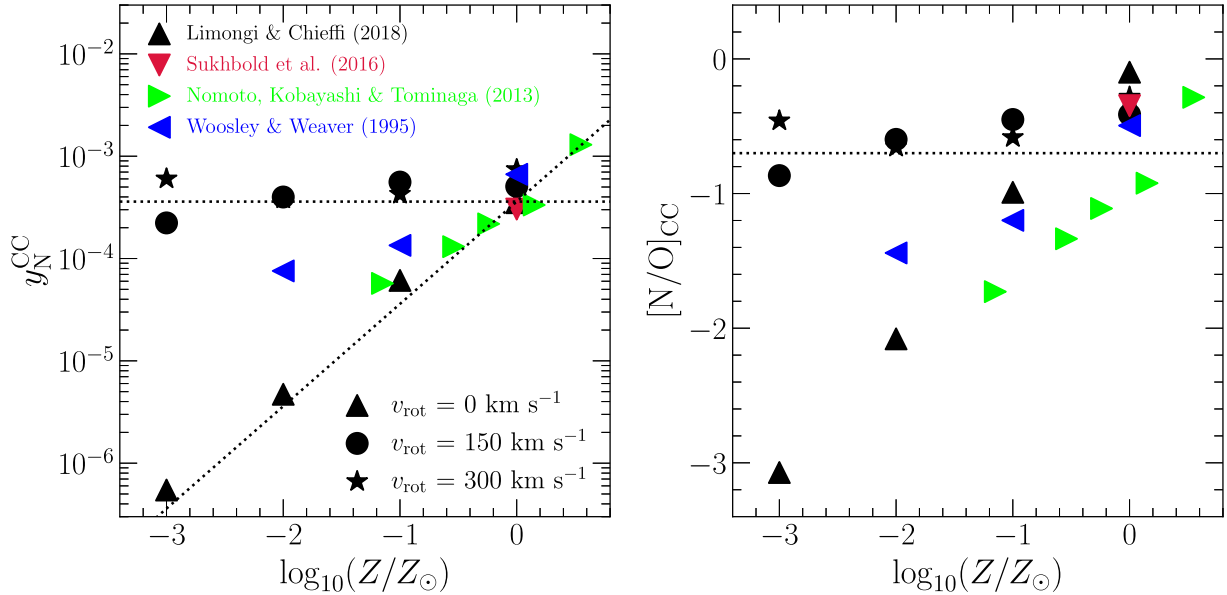 10⁻²
10⁻³
10⁻⁴
10⁻⁵
10⁻⁶
y_N^CC
Limongi & Chieffi (2018)
Sukhbold et al. (2016)
Nomoto, Kobayashi & Tominaga (2013)
Woosley & Weaver (1995)
v_rot = 0 km s⁻¹
v_rot = 150 km s⁻¹
v_rot = 300 km s⁻¹
−3 −2 −1 0
log₁₀(Z/Z⊙)
0
−1
−2
−3
[N/O]_CC
−3 −2 −1 0
log₁₀(Z/Z⊙)